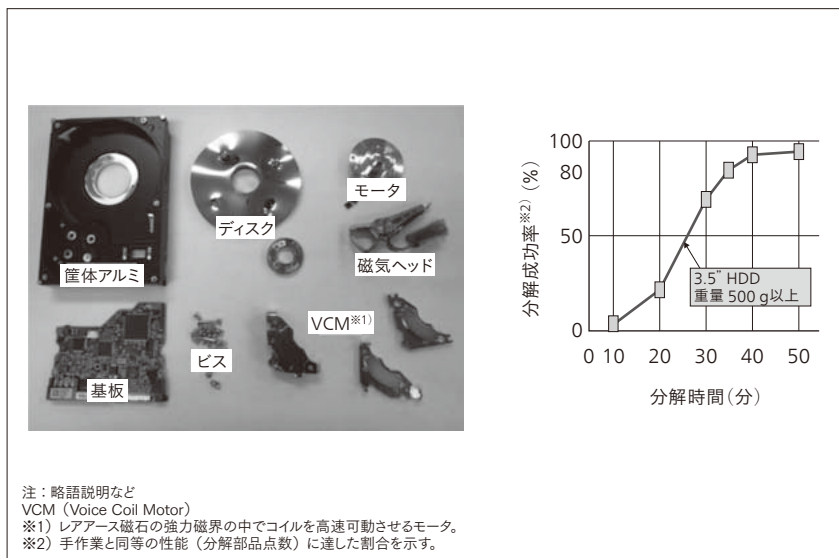 筐体アルミ
ディスク
モータ
磁気ヘッド
基板
ビス
VCM※1)
分解成功率※2)(%)
100
80
50
0
3.5" HDD
重量 500 g以上
0 10 20 30 40 50
分解時間(分)
注：略語説明など
VCM（Voice Coil Motor）
※1）レアアース磁石の強力磁界の中でコイルを高速可動させるモータ。
※2）手作業と同等の性能（分解部品点数）に達した割合を示す。